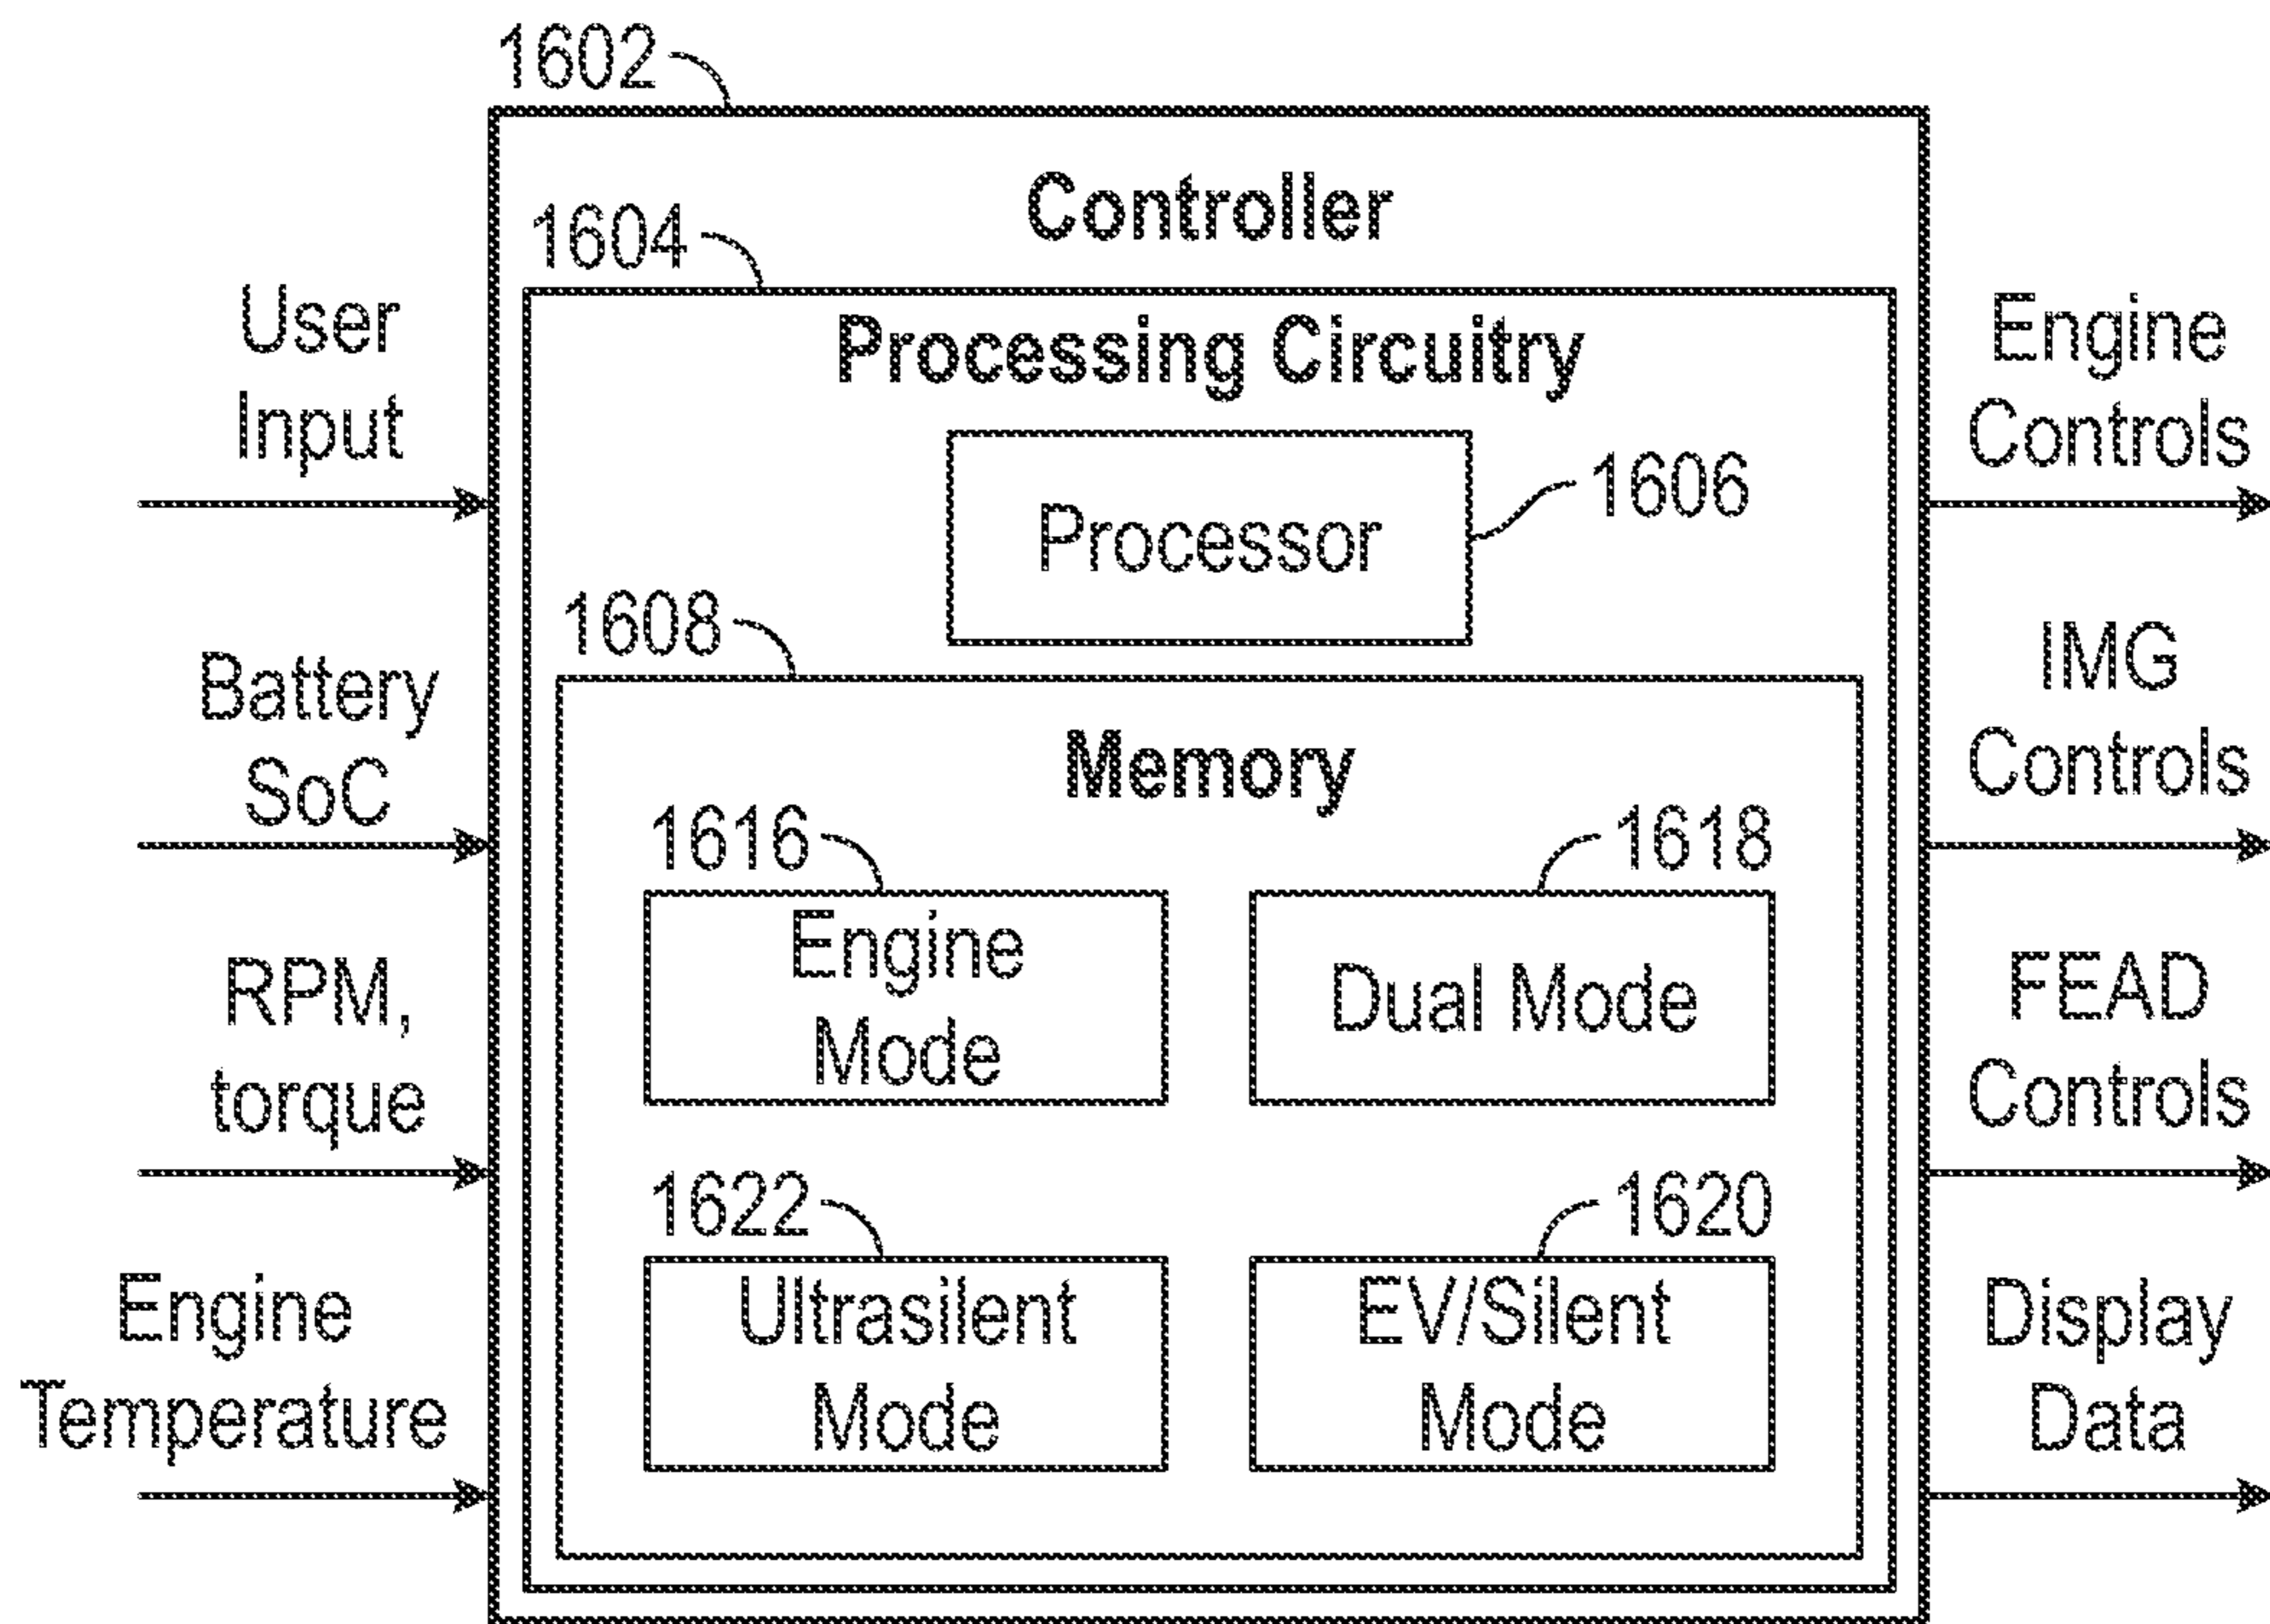 1602
Controller
1604
Processing Circuitry
User
Input
Engine
Controls
Processor
1606
1608
Battery
SoC
IMG
Controls
Memory
1616
1618
Engine
Mode
Dual Mode
RPM,
torque
FEAD
Controls
1622
1620
Ultrasilent
Mode
EV/Silent
Mode
Engine
Temperature
Display
Data